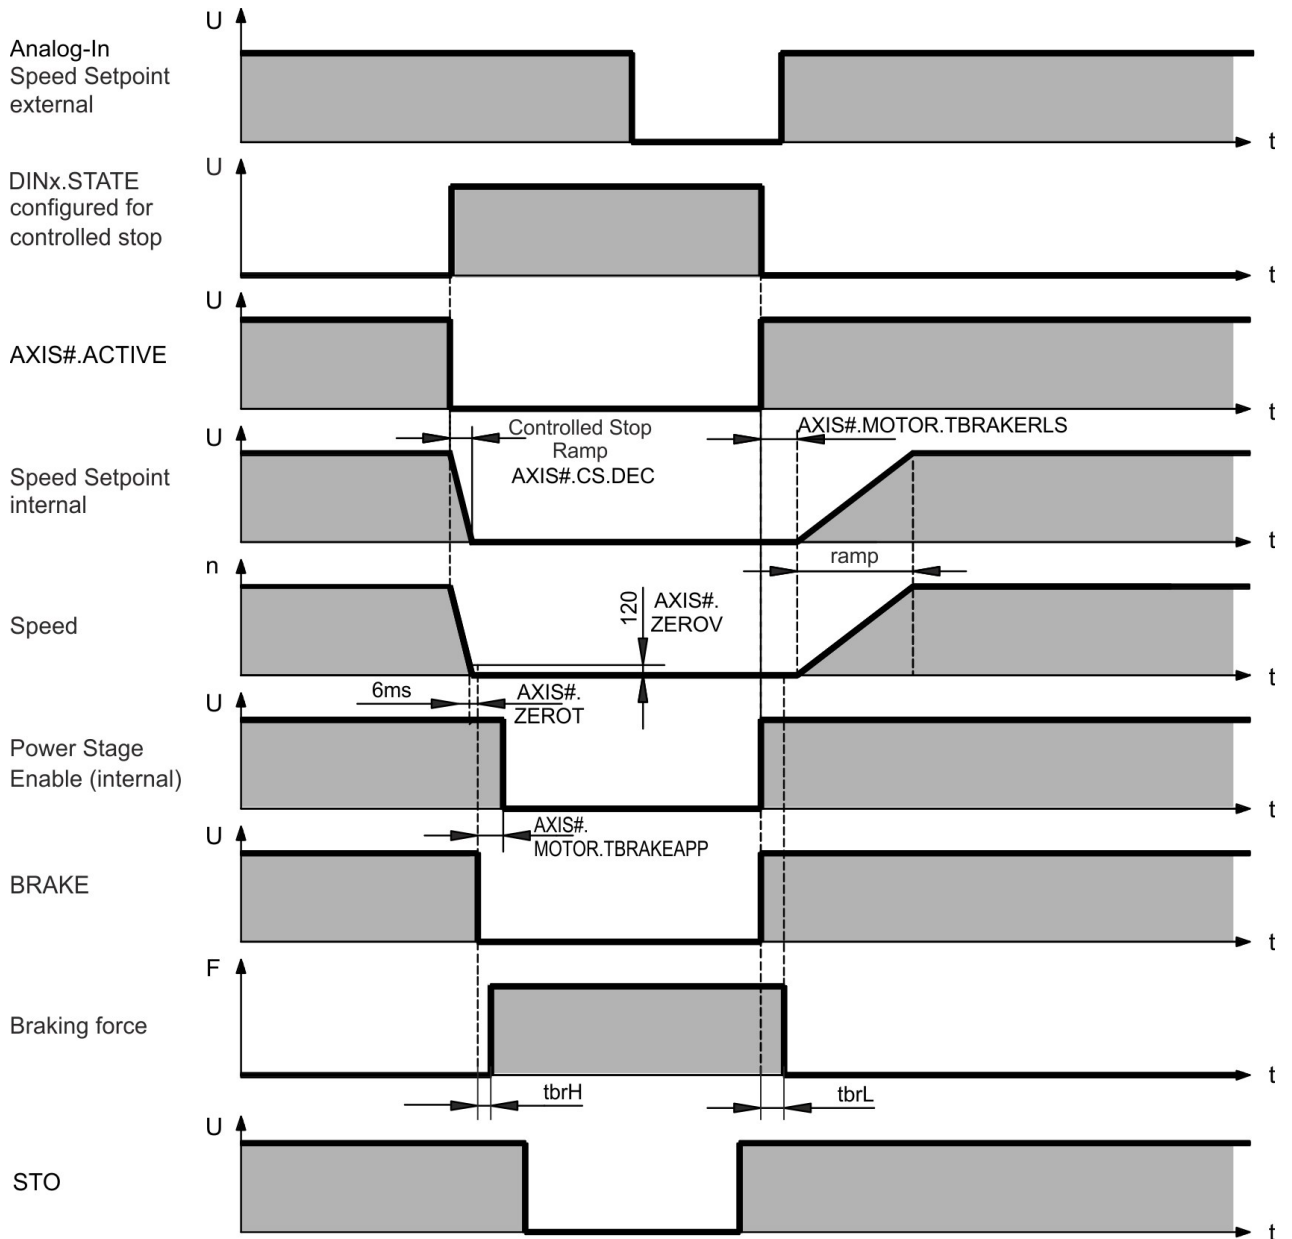 U
Analog-In
Speed Setpoint
external
t
U
DINx.STATE
configured for
controlled stop
t
U
AXIS#.ACTIVE
t
U
Controlled Stop
Ramp
AXIS#.CS.DEC
AXIS#.MOTOR.TBRAKERLS
Speed Setpoint
internal
t
ramp
n
120
AXIS#.
ZEROV
Speed
t
6ms
AXIS#.
ZEROT
U
Power Stage
Enable (internal)
t
AXIS#.
MOTOR.TBRAKEAPP
U
BRAKE
t
F
Braking force
t
tbrH
tbrL
U
STO
t